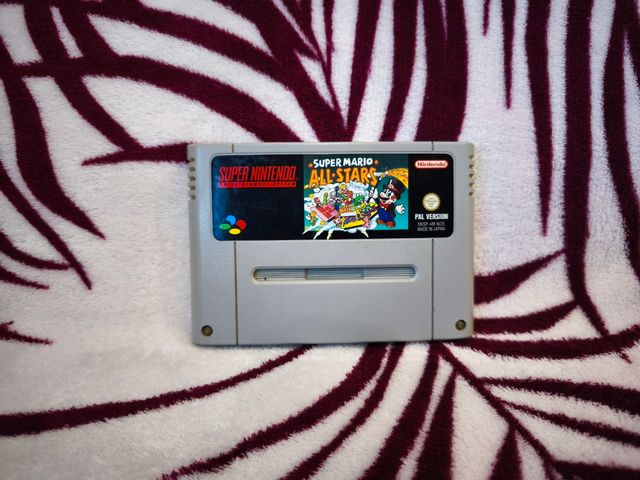 SUPER NINTENDO
ENTERTAINMENT SYSTEM
SUPER MARIO
ALL-STARS
Nintendo
PAL VERSION
SNSP-4M-NOE
MADE IN JAPAN